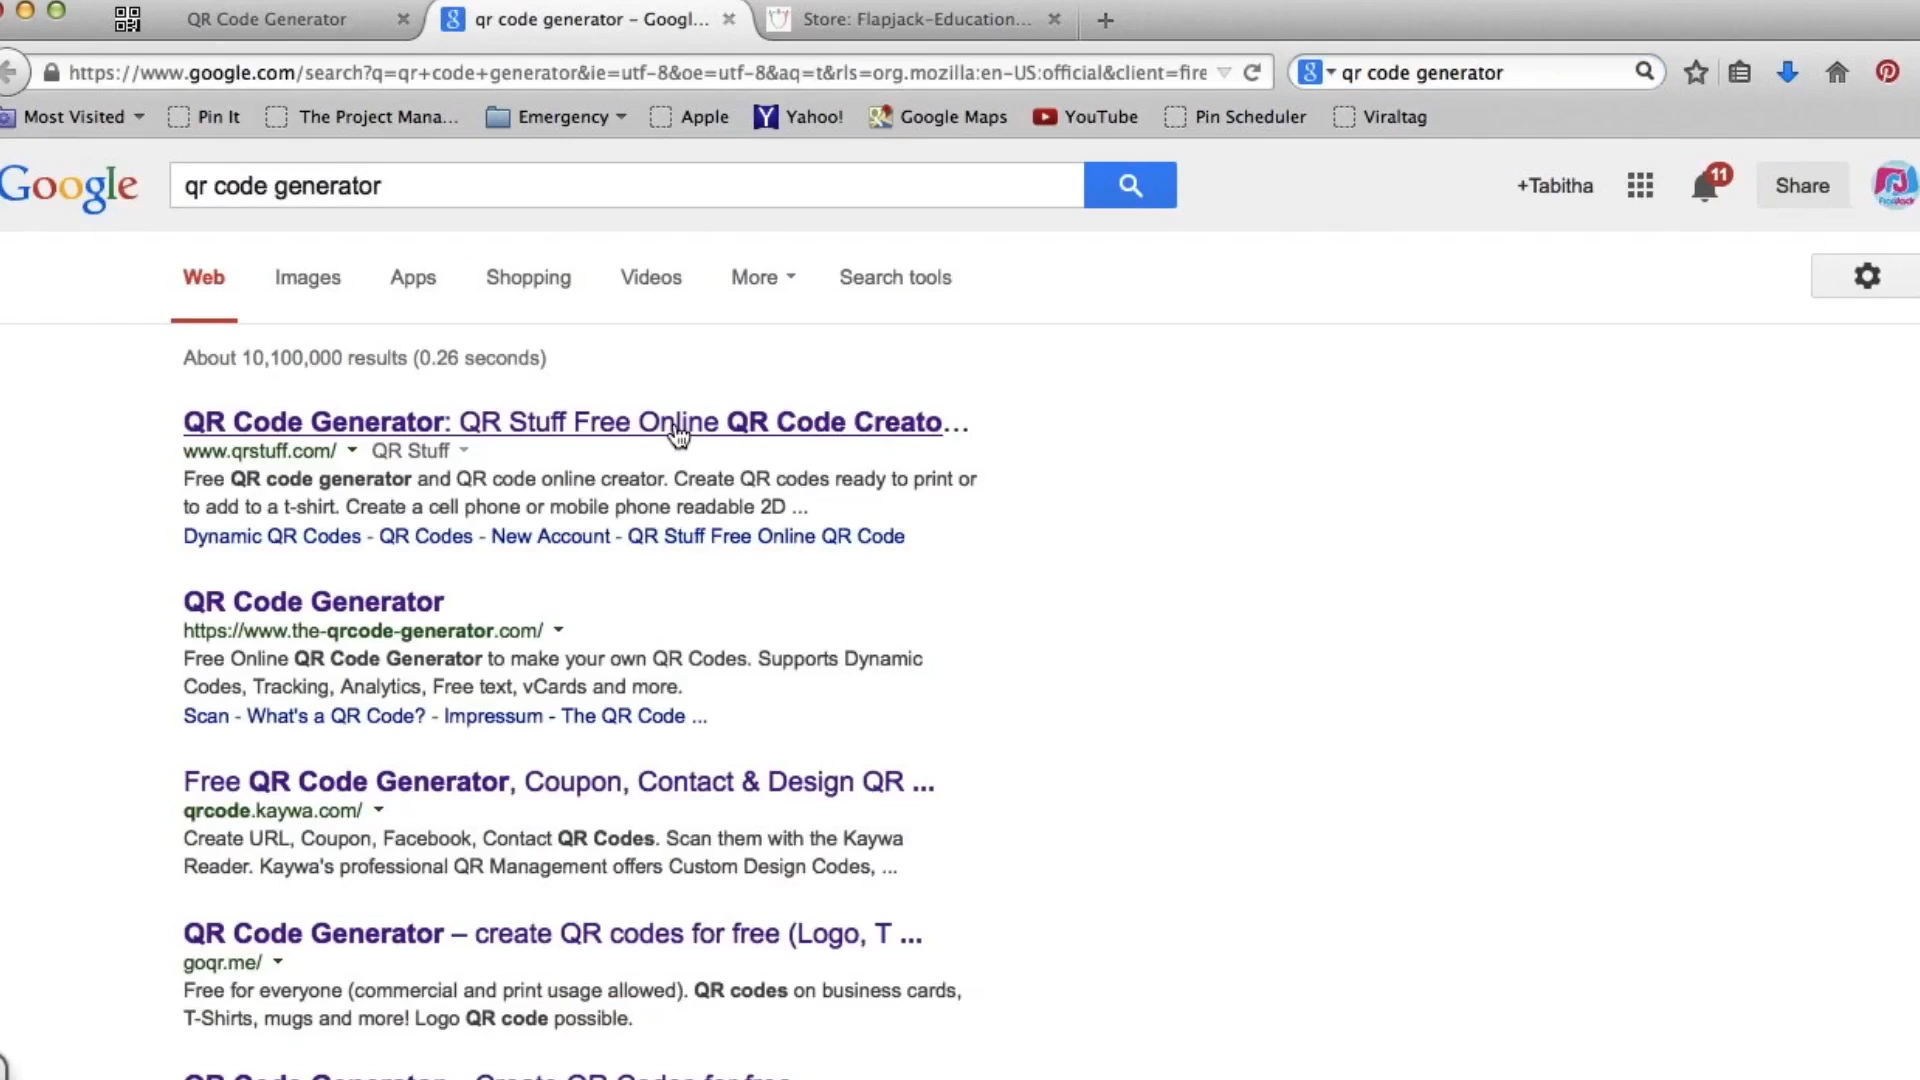 QR Code Generator
qr code generator – Googl...
Store: Flapjack-Education...
https://www.google.com/search?q=qr+code+generator&ie=utf-8&oe=utf-8&aq=t&rls=org.mozilla:en-US:official&client=fire
qr code generator
Most Visited
Pin It
The Project Mana...
Emergency
Apple
Yahoo!
Google Maps
YouTube
Pin Scheduler
Viraltag
Google
qr code generator
+Tabitha
11
Share
Web
Images
Apps
Shopping
Videos
More
Search tools
About 10,100,000 results (0.26 seconds)
QR Code Generator: QR Stuff Free Online QR Code Creato...
www.qrstuff.com/ QR Stuff
Free QR code generator and QR code online creator. Create QR codes ready to print or
to add to a t-shirt. Create a cell phone or mobile phone readable 2D ...
Dynamic QR Codes - QR Codes - New Account - QR Stuff Free Online QR Code
QR Code Generator
https://www.the-qrcode-generator.com/
Free Online QR Code Generator to make your own QR Codes. Supports Dynamic
Codes, Tracking, Analytics, Free text, vCards and more.
Scan - What's a QR Code? - Impressum - The QR Code ...
Free QR Code Generator, Coupon, Contact & Design QR ...
qrcode.kaywa.com/
Create URL, Coupon, Facebook, Contact QR Codes. Scan them with the Kaywa
Reader. Kaywa's professional QR Management offers Custom Design Codes, ...
QR Code Generator – create QR codes for free (Logo, T ...
goqr.me/
Free for everyone (commercial and print usage allowed). QR codes on business cards,
T-Shirts, mugs and more! Logo QR code possible.
QR Code Generator – Create QR Codes for free